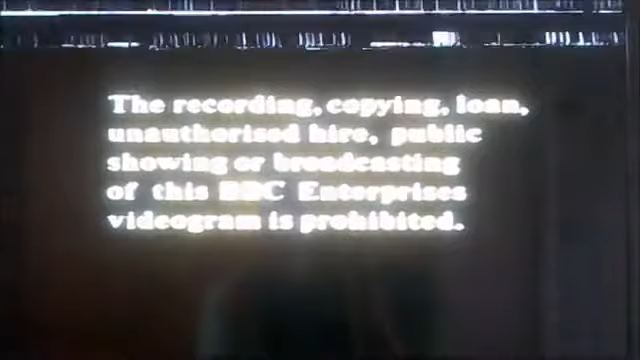 The recording, copying, loan,
unauthorised hire, public
showing or broadcasting
of this BBC Enterprises
videogram is prohibited.